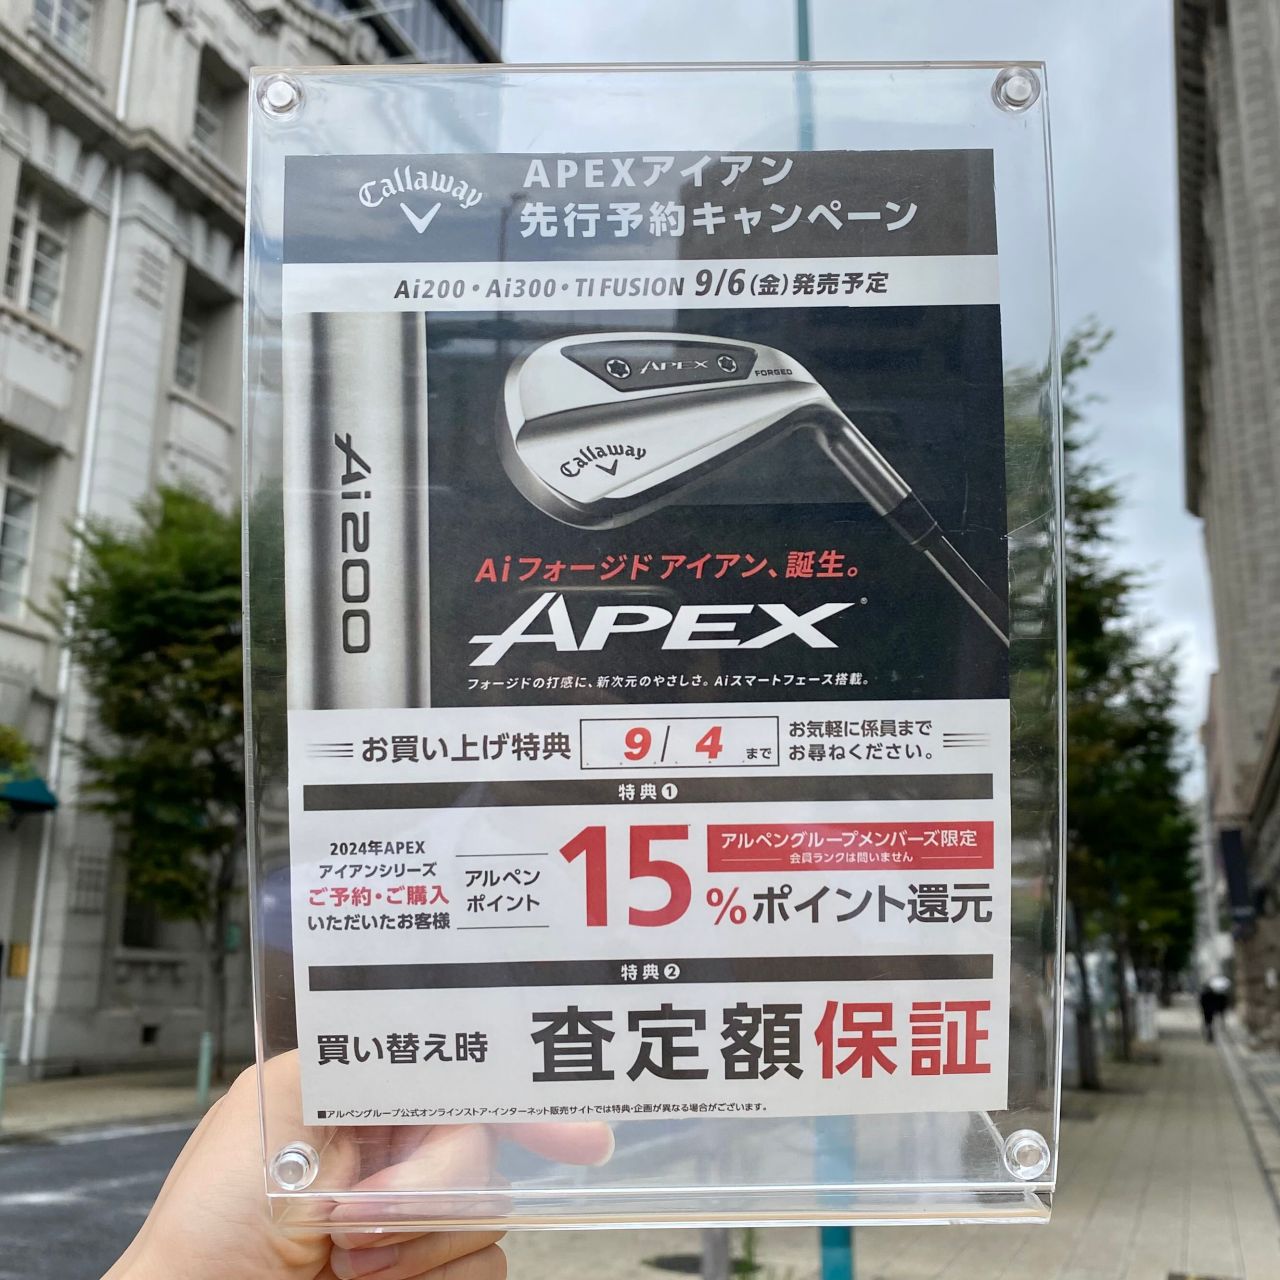 Callaway
APEXアイアン
先行予約キャンペーン
Ai200・Ai300・TI FUSION 9/6(金)発売予定
APEX
FORGED
Callaway
Ai200
Aiフォージド アイアン、誕生。
APEX®
フォージドの打感に、新次元のやさしさ。Aiスマートフェース搭載。
お買い上げ特典
9/4まで
お気軽に係員まで
お尋ねください。
特典❶
2024年APEX
アイアンシリーズ
ご予約・ご購入
いただいたお客様
アルペン
ポイント
15%ポイント還元
アルペングループメンバーズ限定
会員ランクは問いません
特典❷
買い替え時
査定額保証
■アルペングループ公式オンラインストア・インターネット販売サイトでは特典・企画が異なる場合がございます。